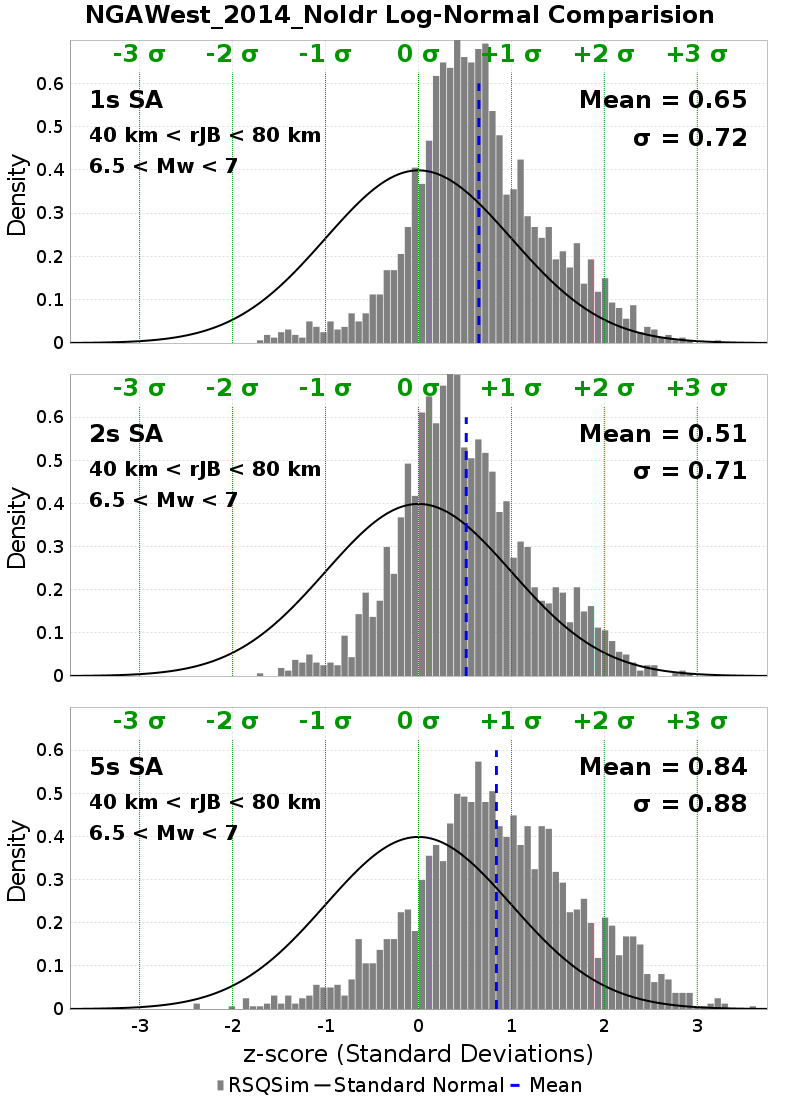 NGAWest_2014_NoIdr Log-Normal Comparision
-3 σ -2 σ -1 σ 0 σ +1 σ +2 σ +3 σ
1s SA
Mean = 0.65
40 km < rJB < 80 km
σ = 0.72
6.5 < Mw < 7
Density
0.6
0.5
0.4
0.3
0.2
0.1
0
-3 σ -2 σ -1 σ 0 σ +1 σ +2 σ +3 σ
2s SA
Mean = 0.51
40 km < rJB < 80 km
σ = 0.71
6.5 < Mw < 7
Density
0.6
0.5
0.4
0.3
0.2
0.1
0
-3 σ -2 σ -1 σ 0 σ +1 σ +2 σ +3 σ
5s SA
Mean = 0.84
40 km < rJB < 80 km
σ = 0.88
6.5 < Mw < 7
Density
0.6
0.5
0.4
0.3
0.2
0.1
0
-3 -2 -1 0 1 2 3
z-score (Standard Deviations)
RSQSim Standard Normal Mean